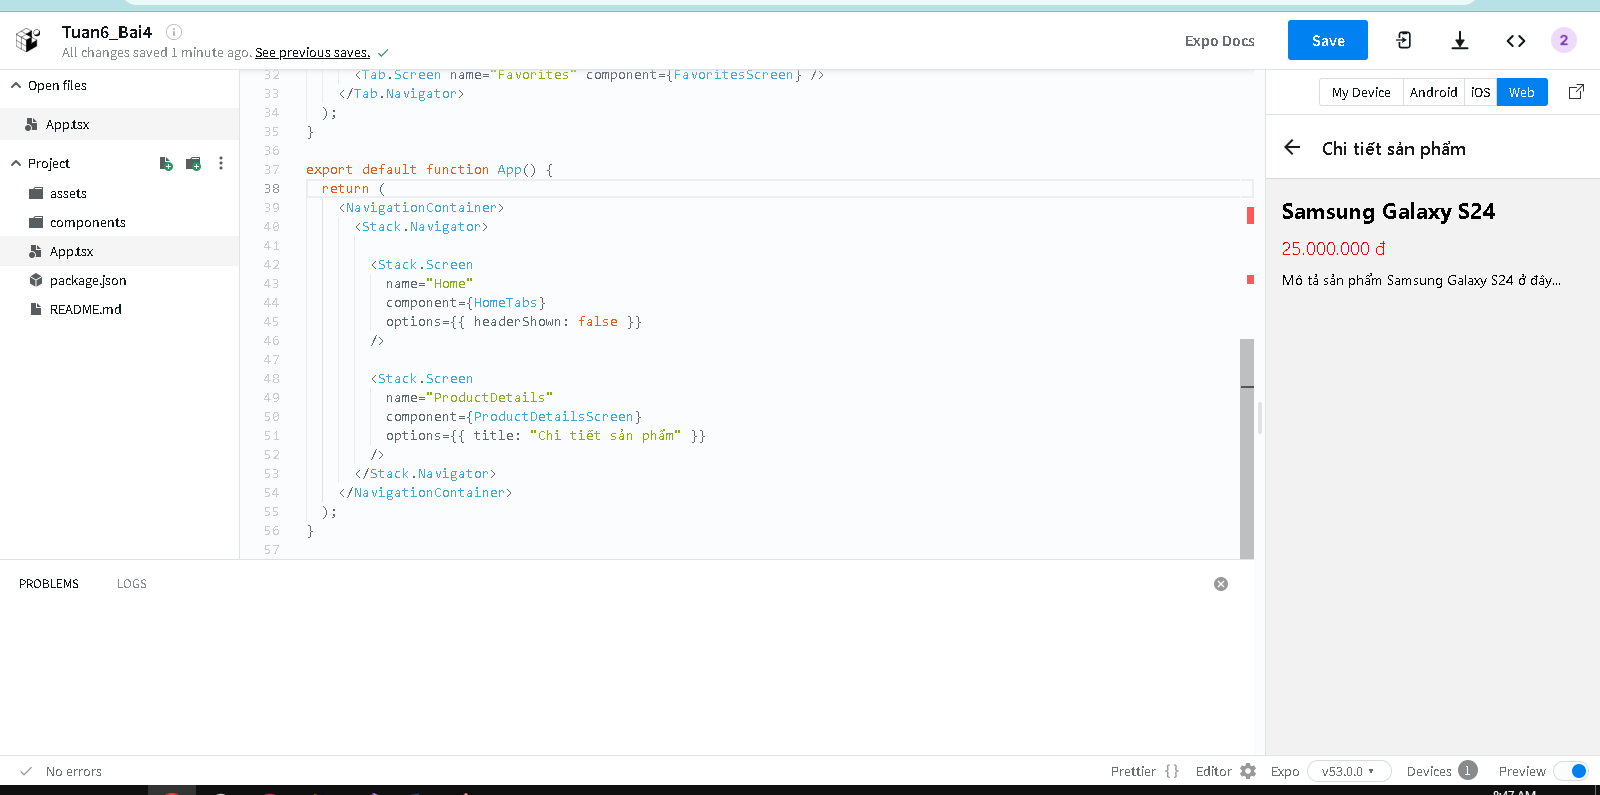 Tuan6_Bai4
All changes saved 1 minute ago. See previous saves.
Expo Docs
Save
2
Open files
App.tsx
Project
assets
components
App.tsx
package.json
README.md
32 <Tab.Screen name="Favorites" component={FavoritesScreen} />
33 </Tab.Navigator>
34 );
35 }
36
37 export default function App() {
38 return (
39 <NavigationContainer>
40 <Stack.Navigator>
41
42 <Stack.Screen
43 name="Home"
44 component={HomeTabs}
45 options={{ headerShown: false }}
46 />
47
48 <Stack.Screen
49 name="ProductDetails"
50 component={ProductDetailsScreen}
51 options={{ title: "Chi tiết sản phẩm" }}
52 />
53 </Stack.Navigator>
54 </NavigationContainer>
55 );
56 }
57
My Device Android iOS Web
Chi tiết sản phẩm
Samsung Galaxy S24
25.000.000 đ
Mô tả sản phẩm Samsung Galaxy S24 ở đây...
PROBLEMS LOGS
No errors
Prettier { } Editor Expo v53.0.0 Devices 1 Preview